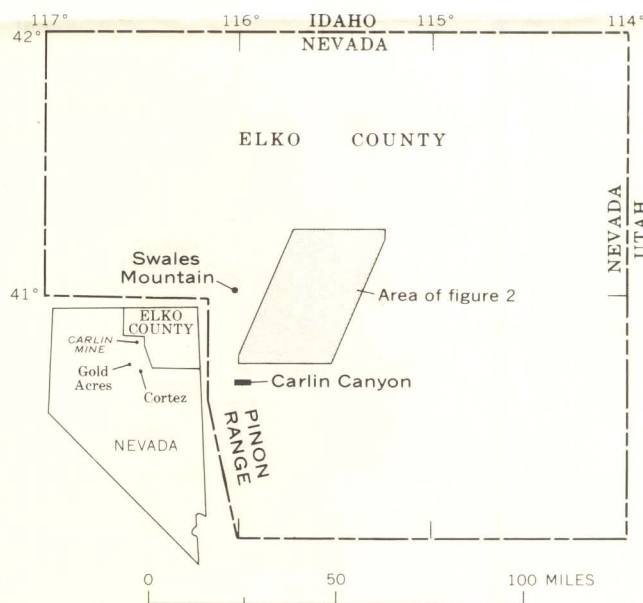 117° 116° IDAHO 115° 114°
42° NEVADA
ELKO COUNTY
NEVADA
UTAH
Swales
Mountain
Area of figure 2
41°
ELKO
COUNTY
CARLIN
MINE
Gold
Acres
Cortez
NEVADA
Carlin Canyon
PINON
RANGE
0 50 100 MILES